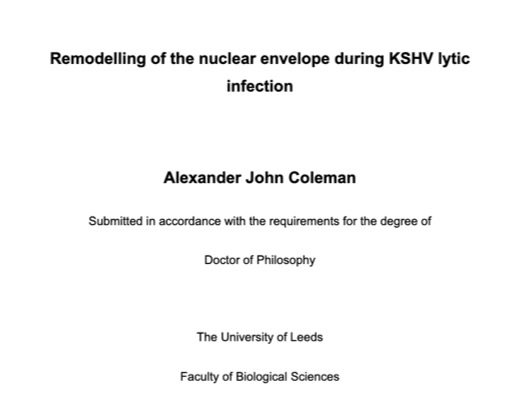 Remodelling of the nuclear envelope during KSHV lytic
infection
Alexander John Coleman
Submitted in accordance with the requirements for the degree of
Doctor of Philosophy
The University of Leeds
Faculty of Biological Sciences